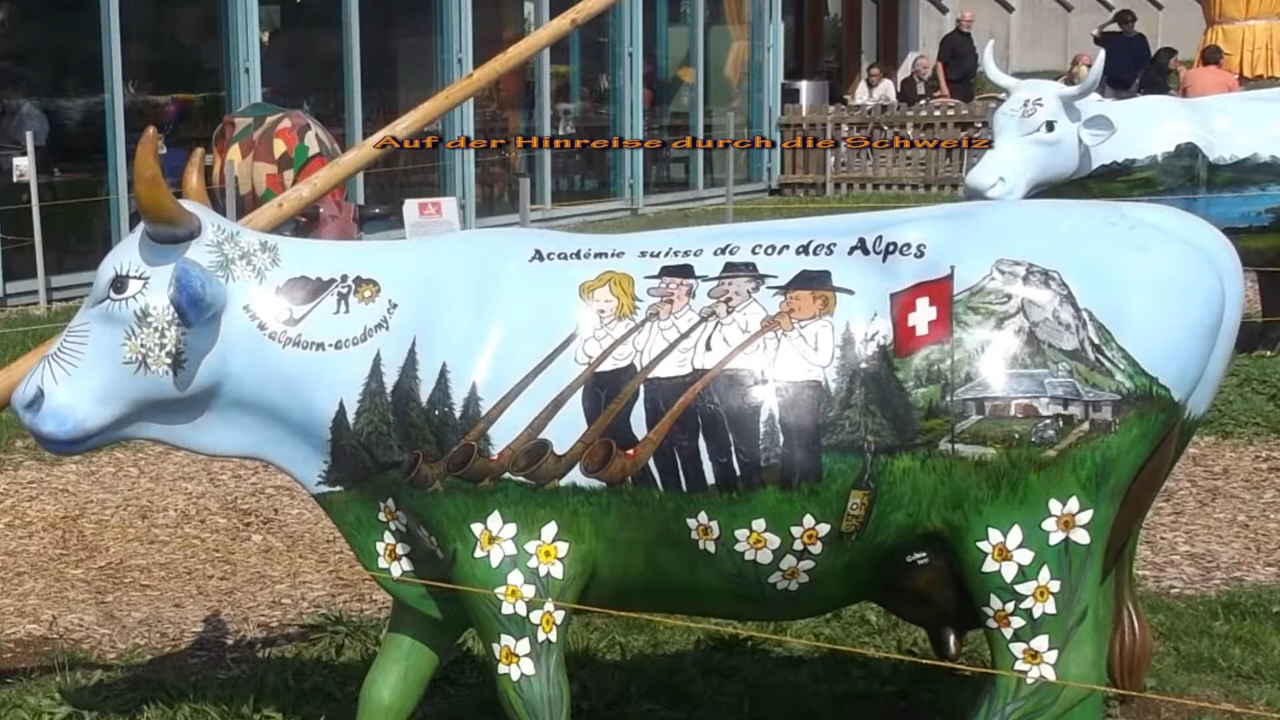 Auf der Hinreise durch die Schweiz
Académie suisse de cor des Alpes
www.alphorn-academy.ch